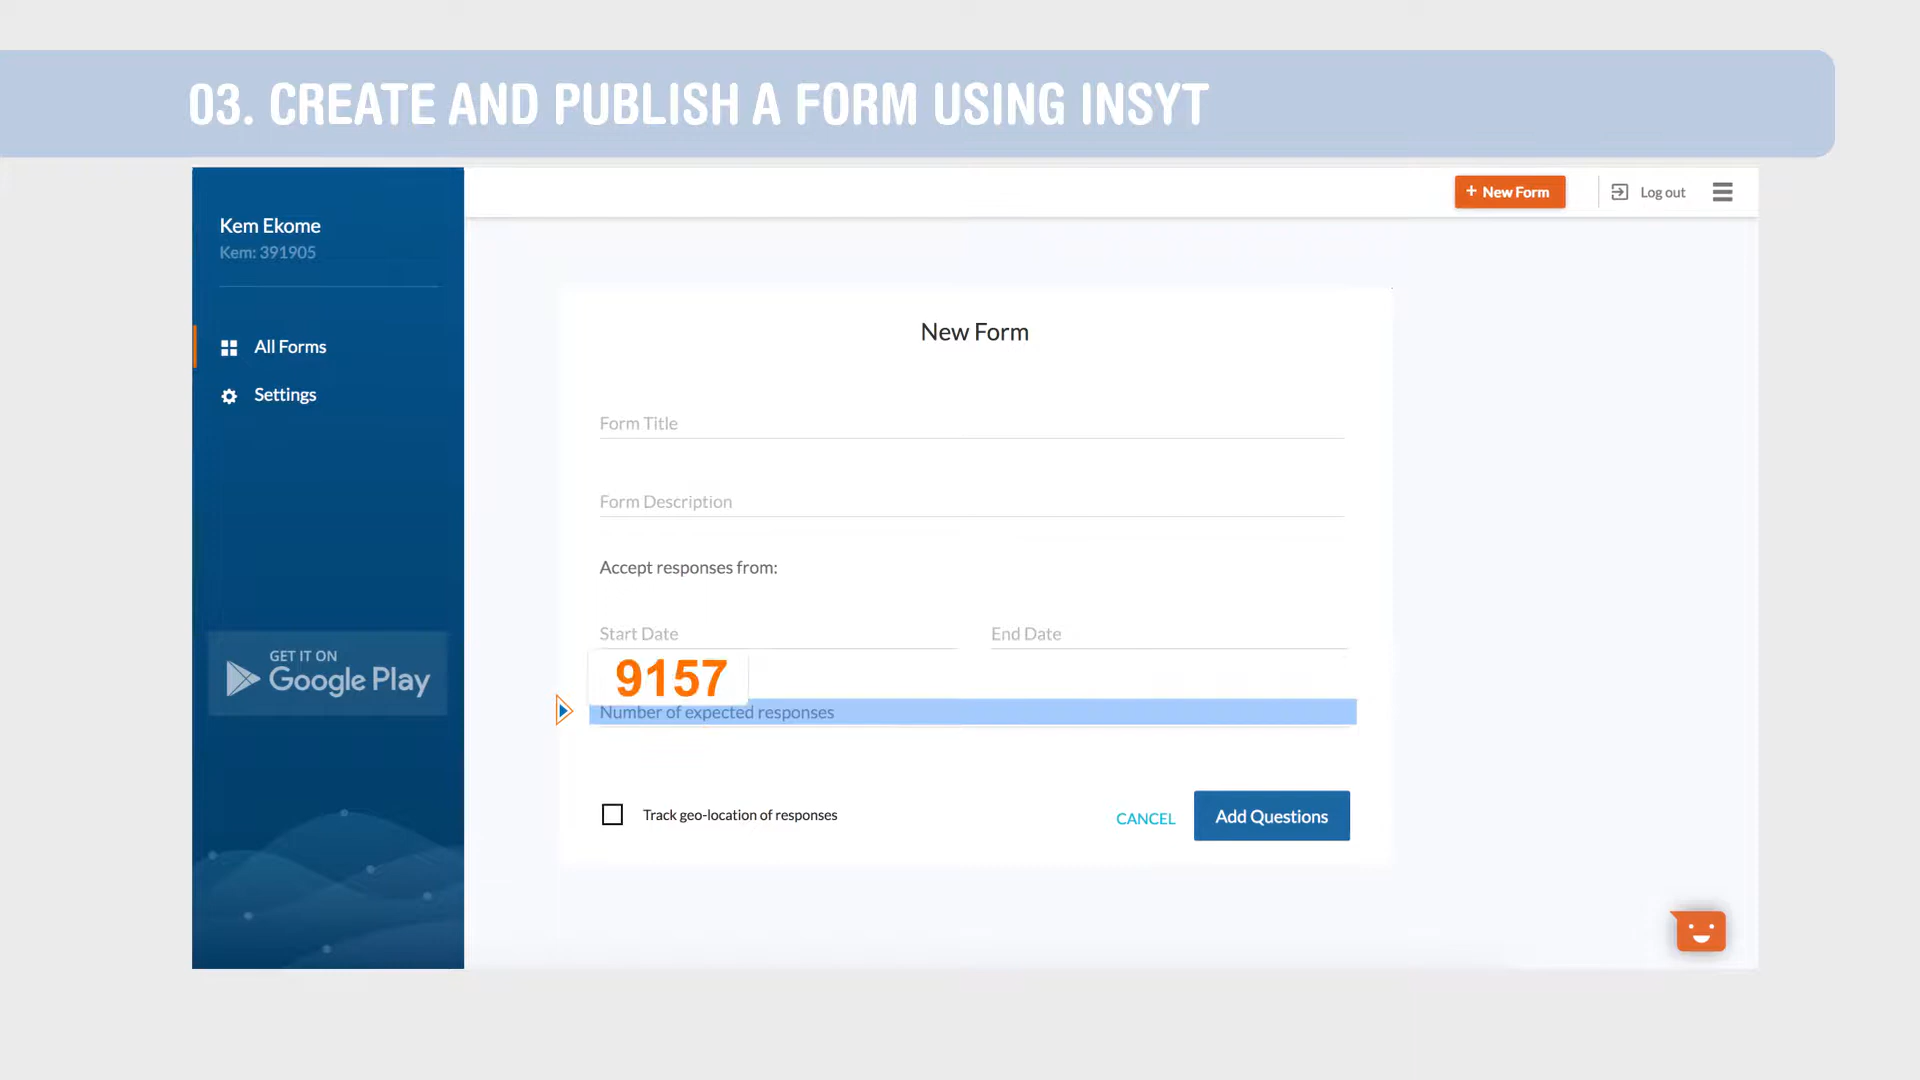 03. CREATE AND PUBLISH A FORM USING INSYT
Kem Ekome
Kem: 391905
+ New Form
Log out
All Forms
Settings
New Form
Form Title
Form Description
Accept responses from:
Start Date
End Date
9157
Number of expected responses
GET IT ON
Google Play
Track geo-location of responses
CANCEL
Add Questions